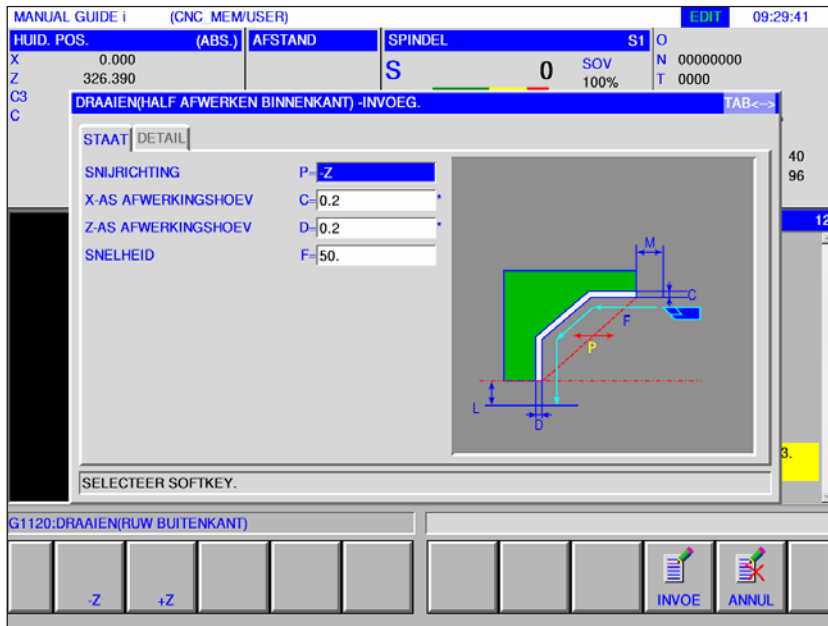 MANUAL GUIDE i (CNC_MEM/USER) EDIT 09:29:41
HUID. POS. (ABS.) AFSTAND SPINDEL S1 O
X 0.000 S 0 SOV 100% N 00000000
Z 326.390 T 0000
C3
C
DRAAIEN(HALF AFWERKEN BINNENKANT) -INVOEG. TAB<-->
STAAT DETAIL
SNIJRICHTING P= -Z
X-AS AFWERKINGSHOEV C= 0.2 *
Z-AS AFWERKINGSHOEV D= 0.2 *
SNELHEID F= 50.
M
C
F
P
L
D
40
96
12
3.
SELECTEER SOFTKEY.
G1120:DRAAIEN(RUW BUITENKANT)
-Z +Z INVOE ANNUL